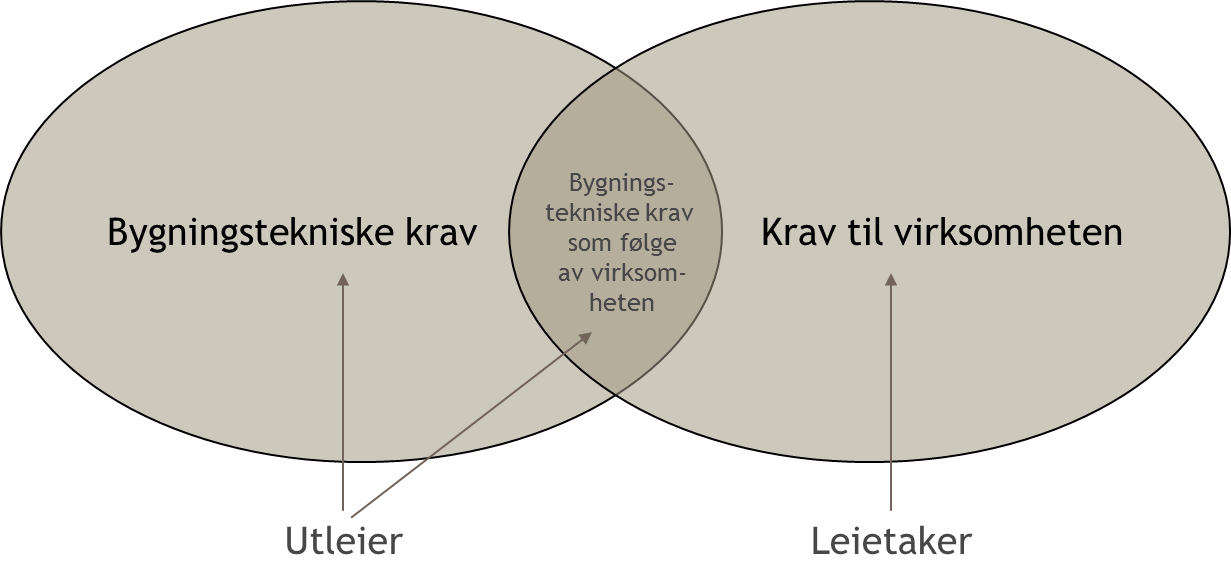 Bygningstekniske krav
Bygnings-
tekniske krav
som følge
av virksom-
heten
Krav til virksomheten
Utleier
Leietaker